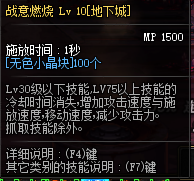 战意燃烧 Lv 10[地下城]
MP 1500
施放时间：1秒
[无色小晶块]100个
Lv30级以下技能,LV75以上技能的
冷却时间消失,增加攻击速度与施
放速度,移动速度,减少攻击力。
抓取技能除外。
详细说明：(F4)键
其它类别的技能说明：(F7)键